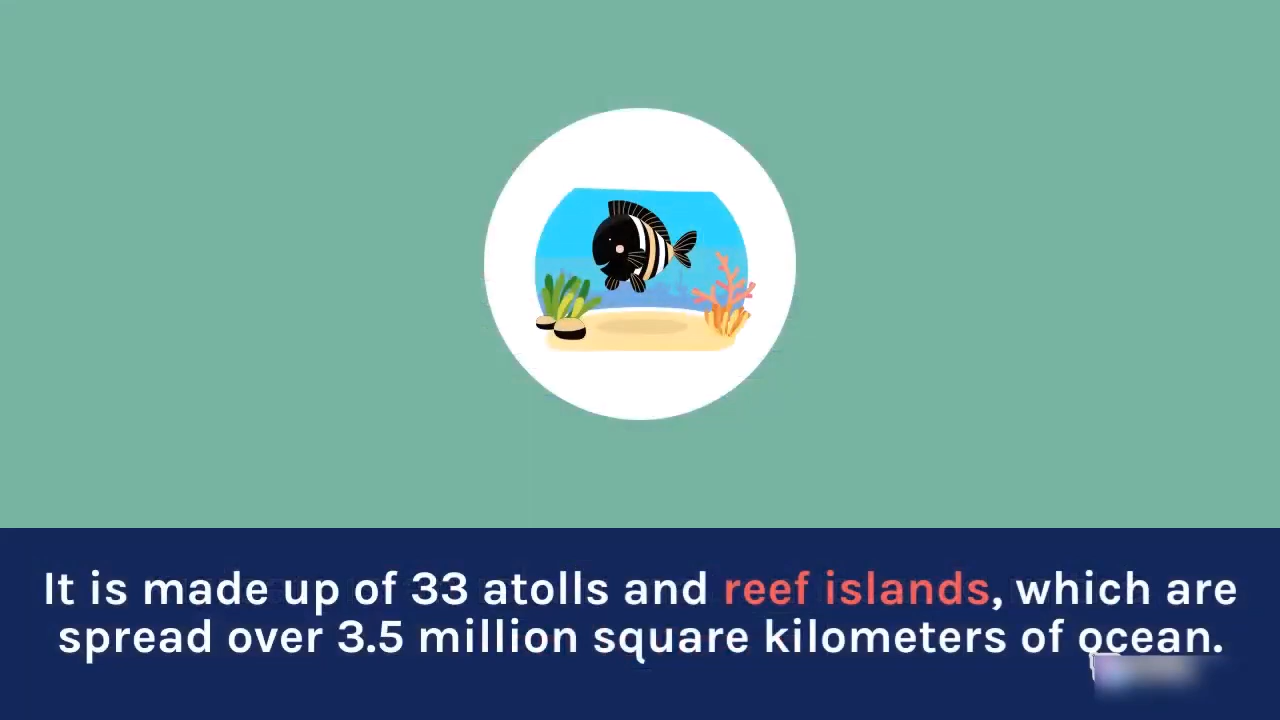 It is made up of 33 atolls and reef islands, which are
spread over 3.5 million square kilometers of ocean.